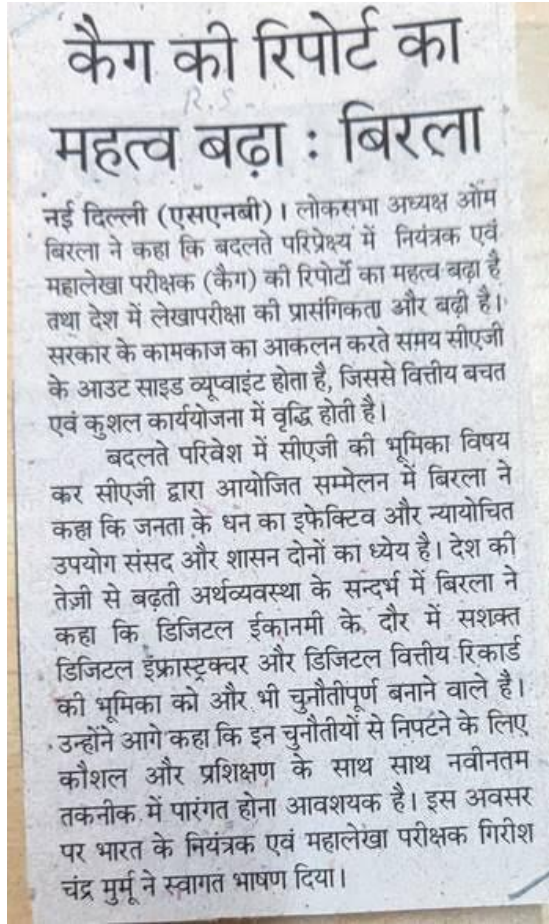 कैग की रिपोर्ट का
R.S.
महत्व बढ़ा : बिरला
नई दिल्ली (एसएनबी)। लोकसभा अध्यक्ष ओम
बिरला ने कहा कि बदलते परिप्रेक्ष्य में नियंत्रक एवं
महालेखा परीक्षक (कैग) की रिपोर्टों का महत्व बढ़ा है
तथा देश में लेखापरीक्षा की प्रासंगिकता और बढ़ी है।
सरकार के कामकाज का आकलन करते समय सीएजी
के आउट साइड व्यूप्वाइंट होता है, जिससे वित्तीय बचत
एवं कुशल कार्ययोजना में वृद्धि होती है।
बदलते परिवेश में सीएजी की भूमिका विषय
कर सीएजी द्वारा आयोजित सम्मेलन में बिरला ने
कहा कि जनता के धन का इफेक्टिव और न्यायोचित
उपयोग संसद और शासन दोनों का ध्येय है। देश की
तेज़ी से बढ़ती अर्थव्यवस्था के सन्दर्भ में बिरला ने
कहा कि डिजिटल ईकानमी के दौर में सशक्त
डिजिटल इंफ्रास्ट्रक्चर और डिजिटल वित्तीय रिकार्ड
की भूमिका को और भी चुनौतीपूर्ण बनाने वाले हैं।
उन्होंने आगे कहा कि इन चुनौतीयों से निपटने के लिए
कौशल और प्रशिक्षण के साथ साथ नवीनतम
तकनीक में पारंगत होना आवशयक है। इस अवसर
पर भारत के नियंत्रक एवं महालेखा परीक्षक गिरीश
चंद्र मुर्मू ने स्वागत भाषण दिया।